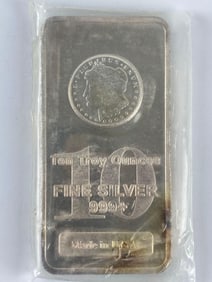 10
Ten Troy Ounces
FINE SILVER
999+
Made in U.S.A.